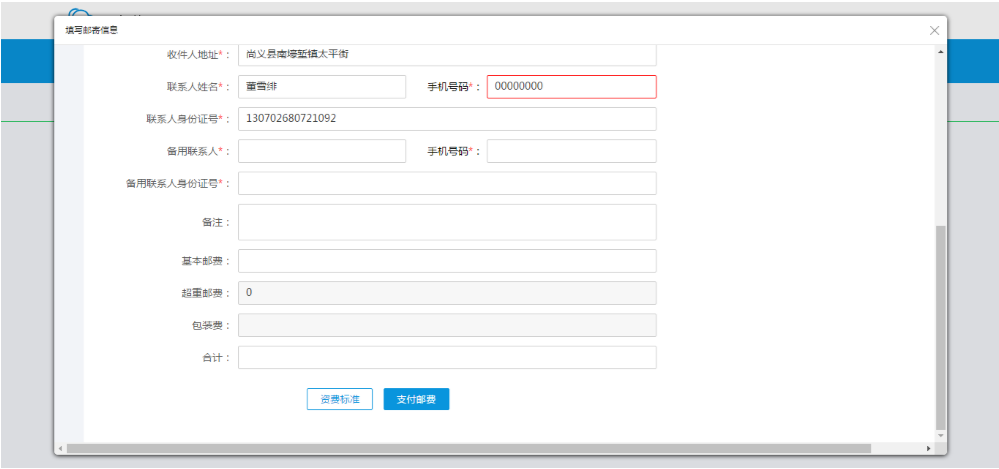 填写邮寄信息
收件人地址*： 尚义县南壕堑镇太平街
联系人姓名*： 董雪绯 手机号码*： 00000000
联系人身份证号*： 130702680721092
备用联系人*： 手机号码*：
备用联系人身份证号*：
备注：
基本邮费：
超重邮费： 0
包装费：
合计：
资费标准 支付邮费